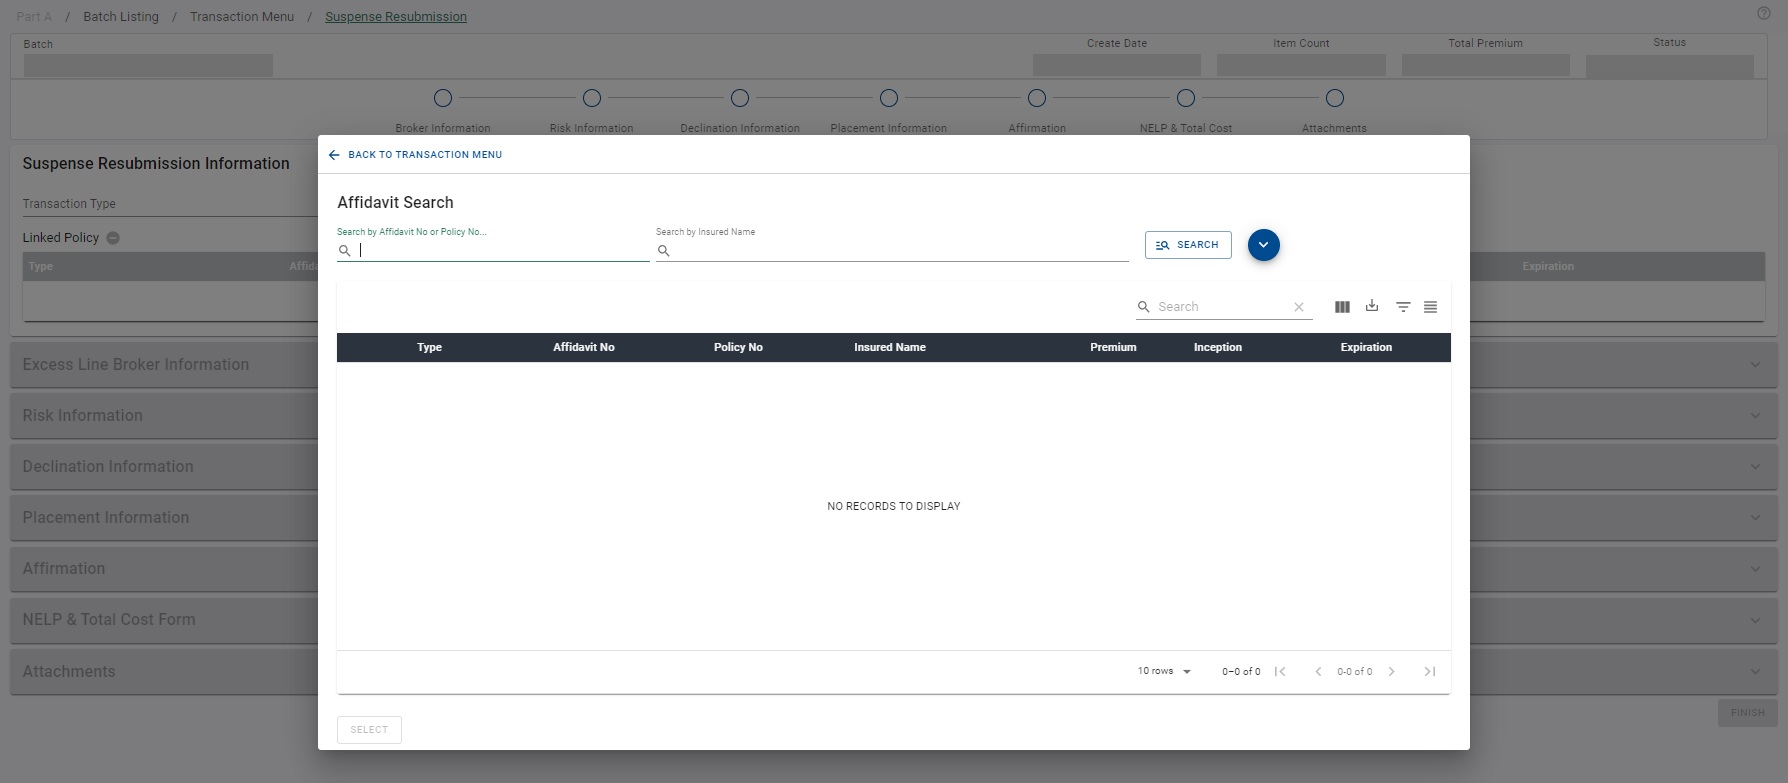 Part A / Batch Listing / Transaction Menu / Suspense Resubmission
Batch
Create Date Item Count Total Premium Status
Broker Information Risk Information Declination Information Placement Information Affirmation NELP & Total Cost Attachments
Suspense Resubmission Information
Transaction Type
Linked Policy
Type Affid Expiration
Excess Line Broker Information
Risk Information
Declination Information
Placement Information
Affirmation
NELP & Total Cost Form
Attachments
FINISH
BACK TO TRANSACTION MENU
Affidavit Search
Search by Affidavit No or Policy No... Search by Insured Name
SEARCH
Search
Type Affidavit No Policy No Insured Name Premium Inception Expiration
NO RECORDS TO DISPLAY
10 rows 0–0 of 0 0-0 of 0
SELECT